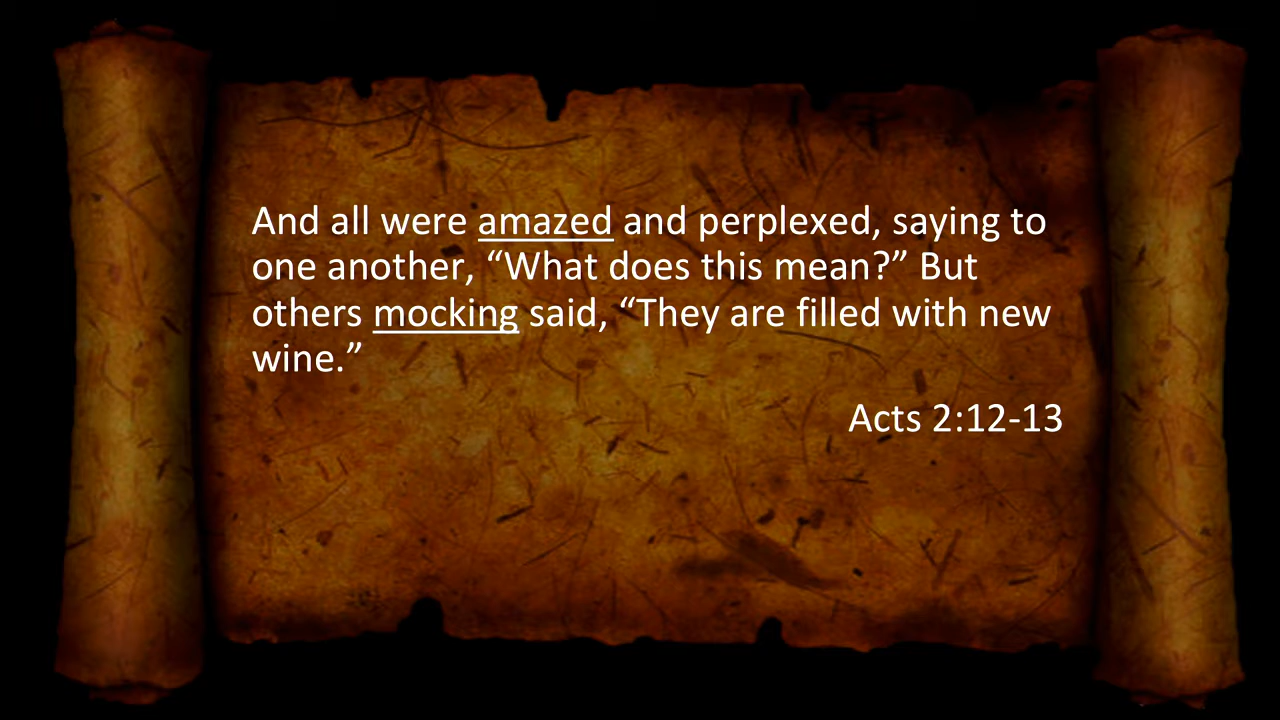 And all were amazed and perplexed, saying to
one another, “What does this mean?” But
others mocking said, “They are filled with new
wine.”
Acts 2:12-13